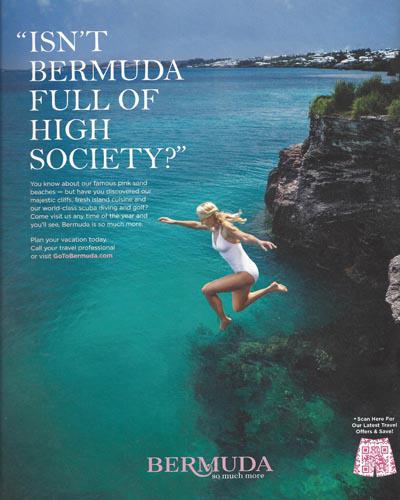 “ISN’T
BERMUDA
FULL OF
HIGH
SOCIETY?”
You know about our famous pink sand
beaches — but have you discovered our
majestic cliffs, fresh island cuisine and
our world-class scuba diving and golf?
Come visit us any time of the year and
you'll see, Bermuda is so much more.
Plan your vacation today.
Call your travel professional
or visit GoToBermuda.com
• Scan Here For
Our Latest Travel
Offers & Save!
BERMUDA
so much more